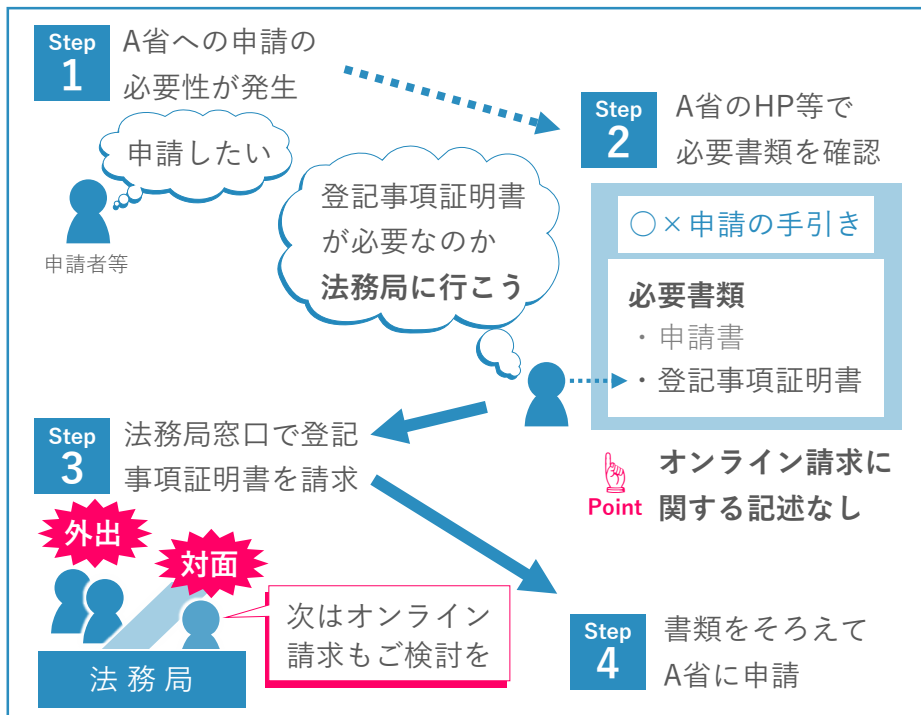 Step
1
A省への申請の
必要性が発生
申請したい
申請者等
Step
2
A省のHP等で
必要書類を確認
登記事項証明書
が必要なのか
法務局に行こう
○×申請の手引き
必要書類
・申請書
・登記事項証明書
Point
オンライン請求に
関する記述なし
Step
3
法務局窓口で登記
事項証明書を請求
外出
対面
次はオンライン
請求もご検討を
法務局
Step
4
書類をそろえて
A省に申請